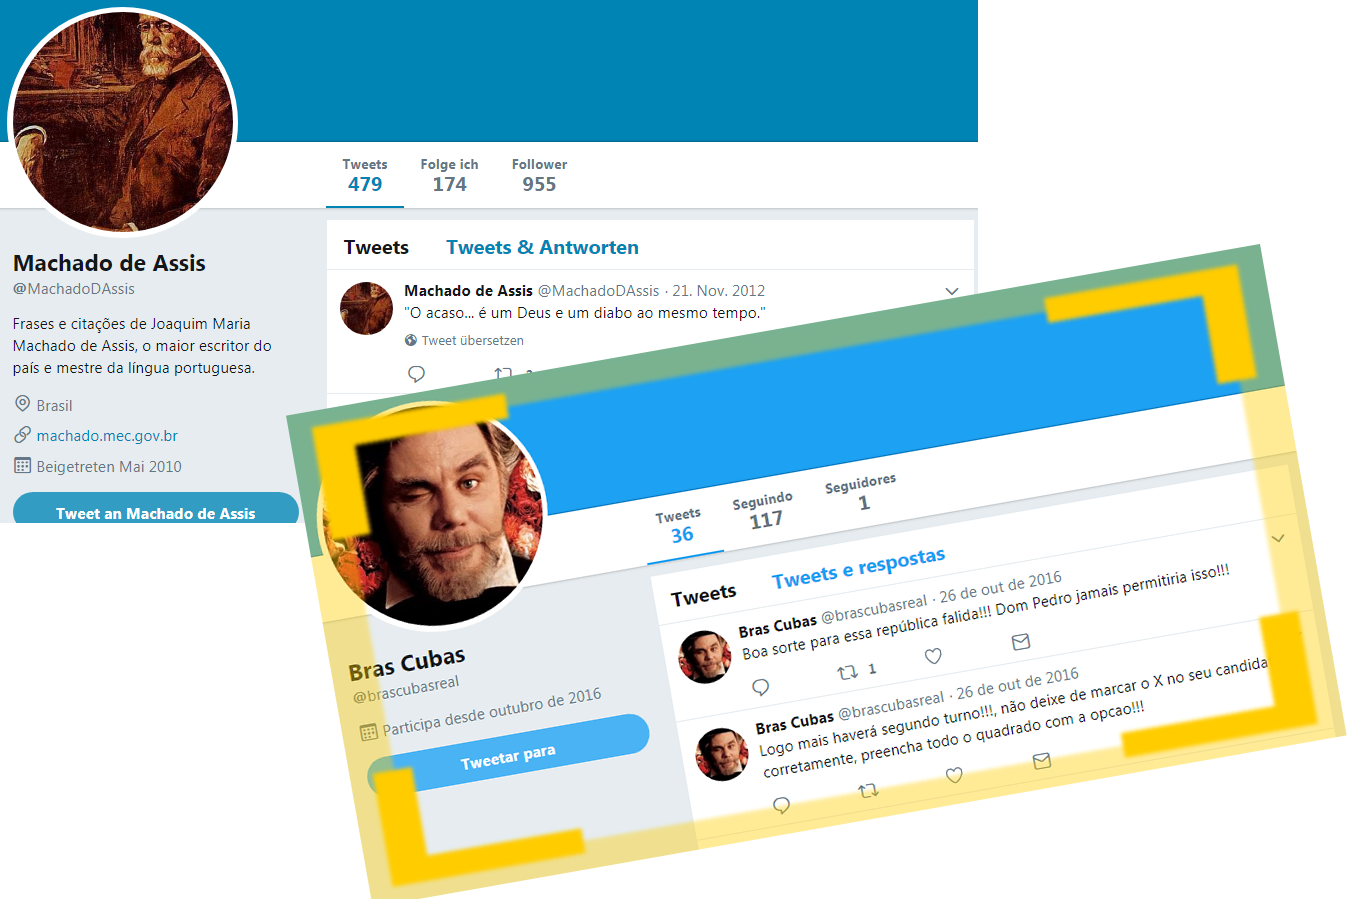 Tweets
479
Folge ich
174
Follower
955
Machado de Assis
@MachadoDAssis
Frases e citações de Joaquim Maria
Machado de Assis, o maior escritor do
país e mestre da língua portuguesa.
Brasil
machado.mec.gov.br
Beigetreten Mai 2010
Tweet an Machado de Assis
Tweets Tweets & Antworten
Machado de Assis @MachadoDAssis · 21. Nov. 2012
"O acaso... é um Deus e um diabo ao mesmo tempo."
Tweet übersetzen
Tweets
36
Seguindo
117
Seguidores
1
Bras Cubas
@brascubasreal
Participa desde outubro de 2016
Tweetar para
Tweets Tweets e respostas
Bras Cubas @brascubasreal · 26 de out de 2016
Boa sorte para essa república falida!!! Dom Pedro jamais permitiria isso!!!
1
Bras Cubas @brascubasreal · 26 de out de 2016
Logo mais haverá segundo turno!!!, não deixe de marcar o X no seu candida
corretamente, preencha todo o quadrado com a opcao!!!